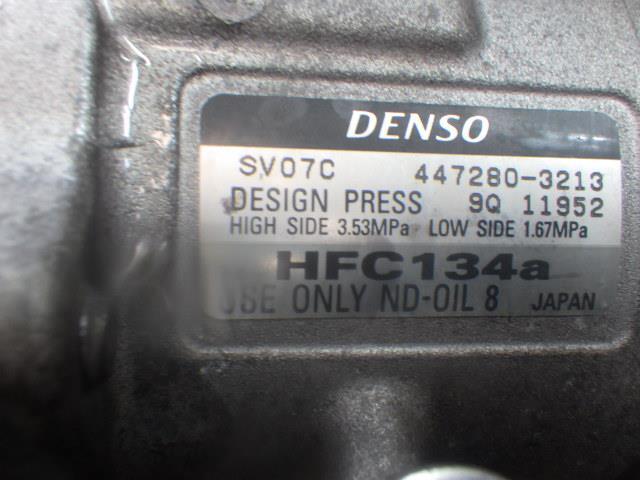 DENSO
SV07C 447280-3213
DESIGN PRESS 9Q 11952
HIGH SIDE 3.53MPa LOW SIDE 1.67MPa
HFC134a
USE ONLY ND-OIL 8 JAPAN